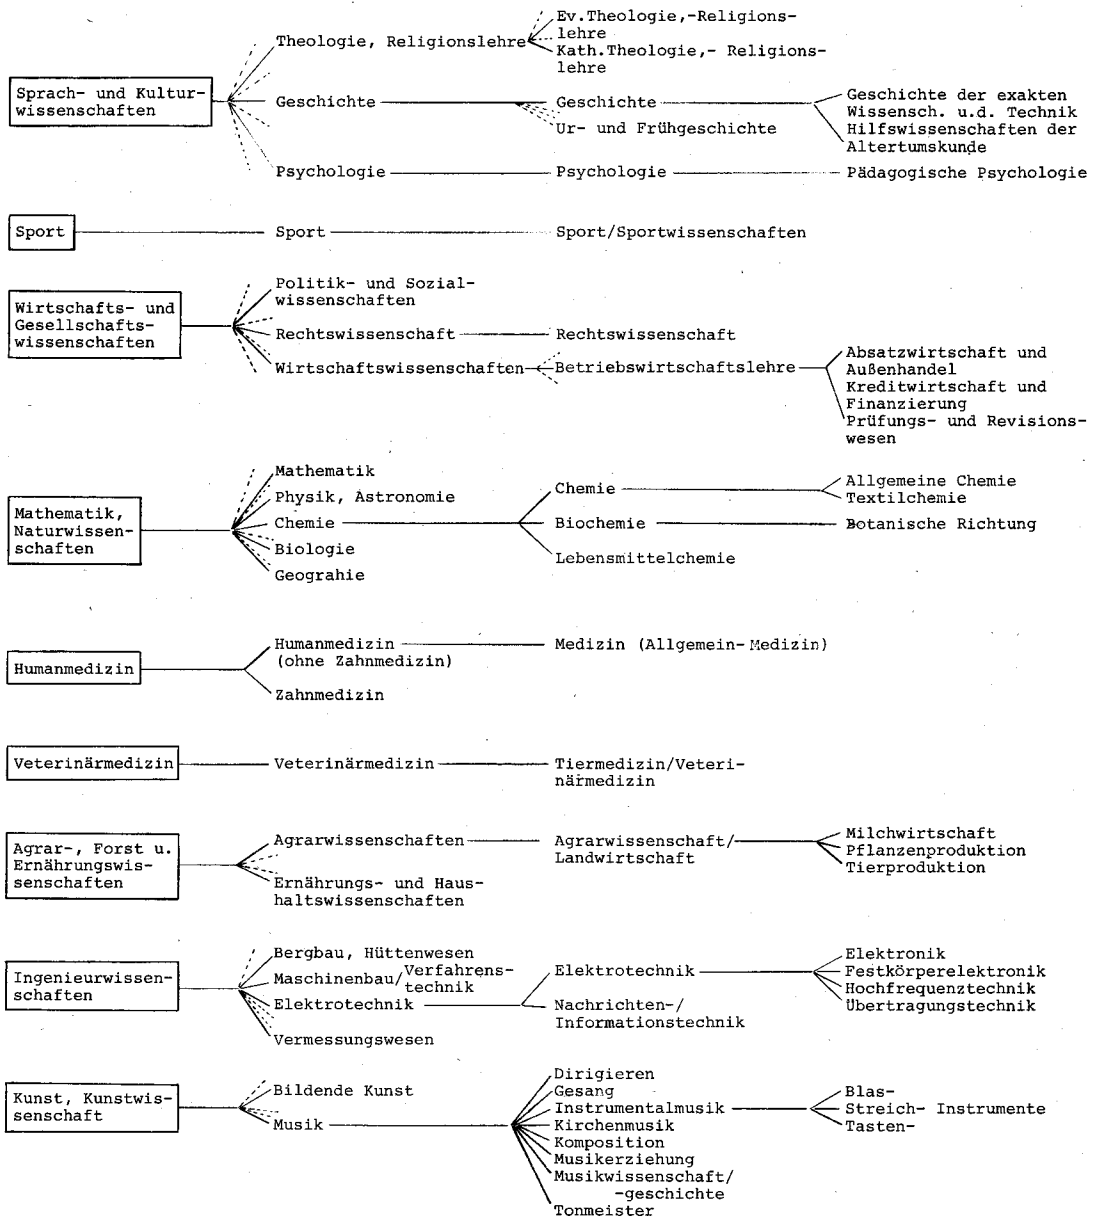 Ev.Theologie,-Religions-
lehre
Theologie, Religionslehre
Kath.Theologie,- Religions-
lehre
Sprach- und Kultur-
wissenschaften
Geschichte
Geschichte
Geschichte der exakten
Wissensch. u.d. Technik
Ur- und Frühgeschichte
Hilfswissenschaften der
Altertumskunde
Psychologie
Psychologie
Pädagogische Psychologie
Sport
Sport
Sport/Sportwissenschaften
Wirtschafts- und
Gesellschafts-
wissenschaften
Politik- und Sozial-
wissenschaften
Rechtswissenschaft
Rechtswissenschaft
Wirtschaftswissenschaften
Betriebswirtschaftslehre
Absatzwirtschaft und
Außenhandel
Kreditwirtschaft und
Finanzierung
Prüfungs- und Revisions-
wesen
Mathematik,
Naturwissen-
schaften
Mathematik
Physik, Astronomie
Chemie
Biologie
Geograhie
Chemie
Allgemeine Chemie
Textilchemie
Biochemie
Botanische Richtung
Lebensmittelchemie
Humanmedizin
Humanmedizin
(ohne Zahnmedizin)
Medizin (Allgemein-Medizin)
Zahnmedizin
Veterinärmedizin
Veterinärmedizin
Tiermedizin/Veteri-
närmedizin
Agrar-, Forst u.
Ernährungswis-
senschaften
Agrarwissenschaften
Agrarwissenschaft/
Landwirtschaft
Milchwirtschaft
Pflanzenproduktion
Tierproduktion
Ernährungs- und Haus-
haltswissenschaften
Ingenieurwissen-
schaften
Bergbau, Hüttenwesen
Maschinenbau/Verfahrens-
technik
Elektrotechnik
Vermessungswesen
Elektrotechnik
Nachrichten-/
Informationstechnik
Elektronik
Festkörperelektronik
Hochfrequenztechnik
Übertragungstechnik
Kunst, Kunstwis-
senschaft
Bildende Kunst
Musik
Dirigieren
Gesang
Instrumentalmusik
Kirchenmusik
Komposition
Musikerziehung
Musikwissenschaft/
-geschichte
Tonmeister
Blas-
Streich- Instrumente
Tasten-